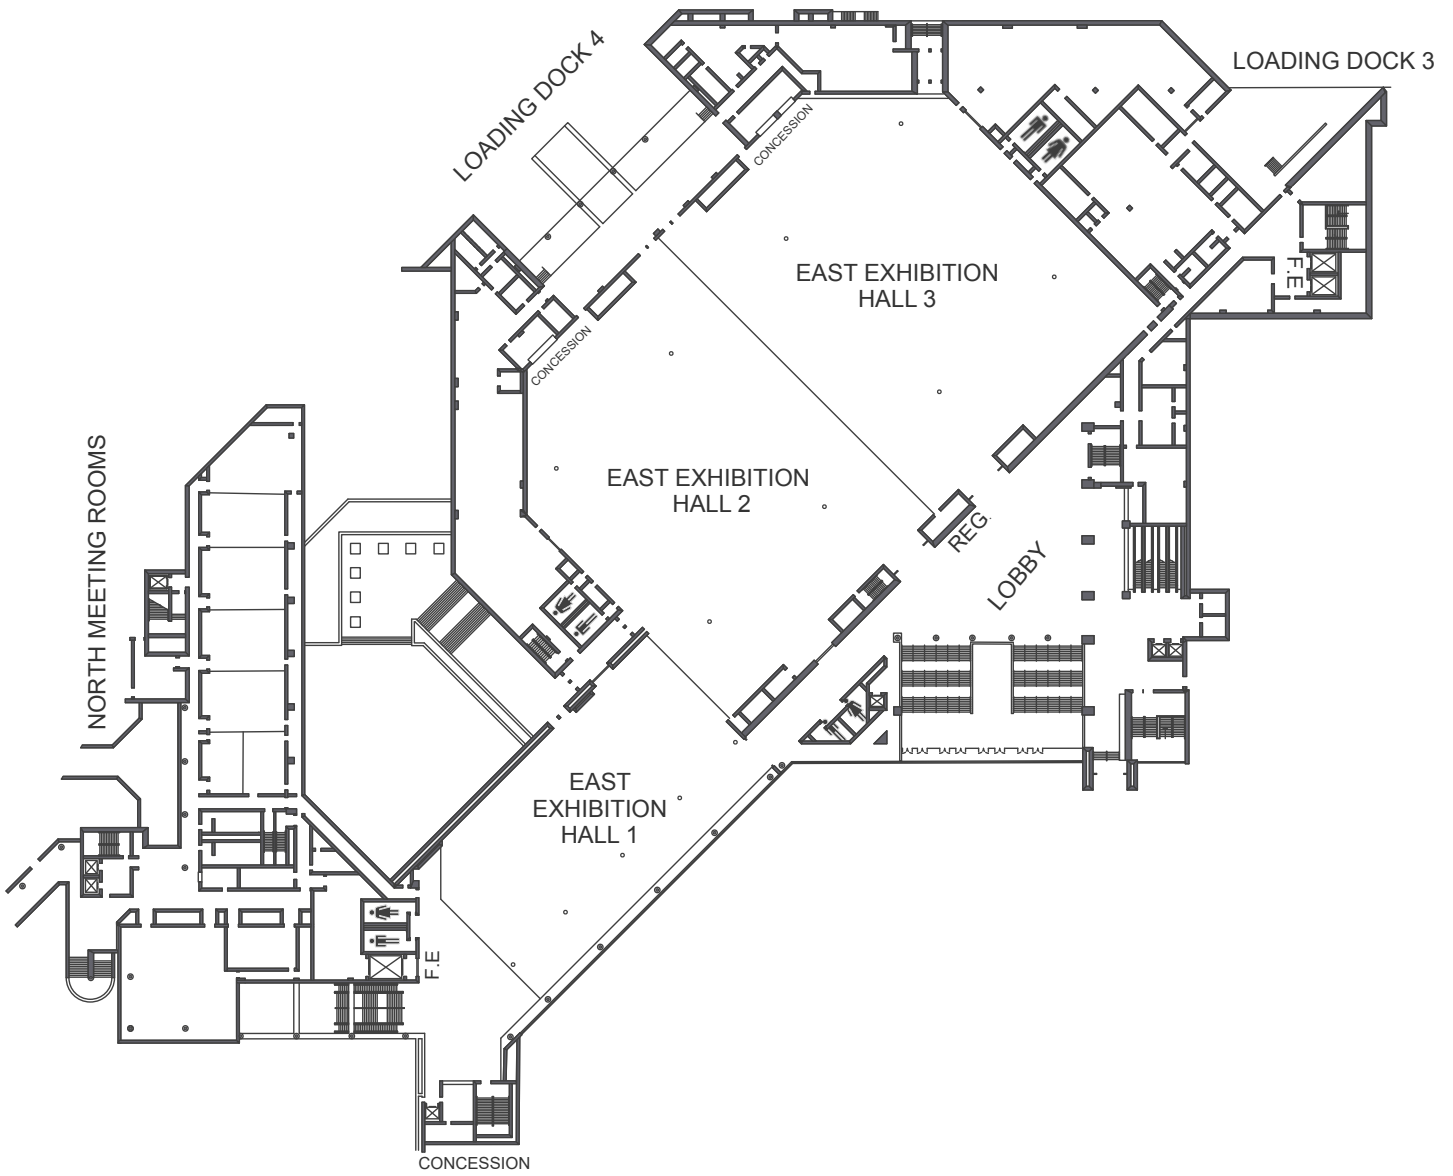 LOADING DOCK 4
LOADING DOCK 3
CONCESSION
EAST EXHIBITION
HALL 3
F.E
CONCESSION
NORTH MEETING ROOMS
EAST EXHIBITION
HALL 2
REG.
LOBBY
EAST
EXHIBITION
HALL 1
F.E
CONCESSION